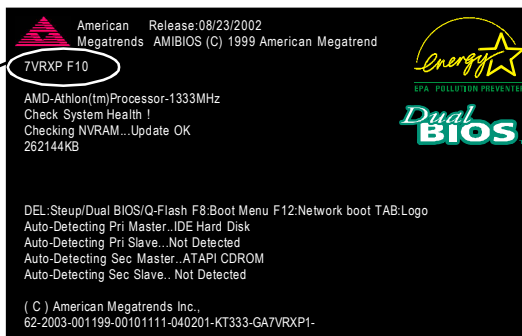 American Release:08/23/2002
Megatrends AMIBIOS (C) 1999 American Megatrend
7VRXP F10
energy
EPA POLLUTION PREVENTER
AMD-Athlon(tm)Processor-1333MHz
Check System Health !
Checking NVRAM...Update OK
262144KB
Dual
BIOS
DEL:Steup/Dual BIOS/Q-Flash F8:Boot Menu F12:Network boot TAB:Logo
Auto-Detecting Pri Master..IDE Hard Disk
Auto-Detecting Pri Slave...Not Detected
Auto-Detecting Sec Master..ATAPI CDROM
Auto-Detecting Sec Slave.. Not Detected
( C ) American Megatrends Inc.,
62-2003-001199-00101111-040201-KT333-GA7VRXP1-